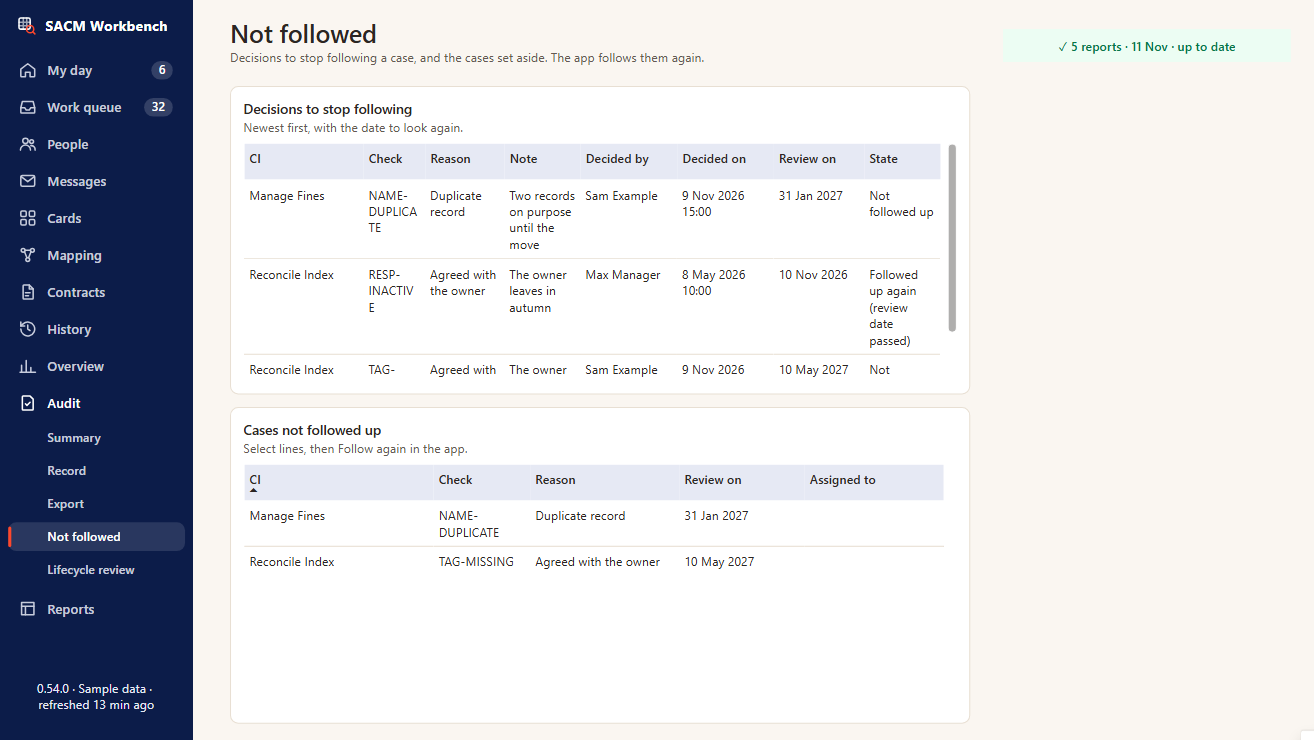 SACM Workbench
My day 6
Work queue 32
People
Messages
Cards
Mapping
Contracts
History
Overview
Audit
Summary
Record
Export
Not followed
Lifecycle review
Reports
0.54.0 · Sample data ·
refreshed 13 min ago
Not followed
Decisions to stop following a case, and the cases set aside. The app follows them again.
✓ 5 reports · 11 Nov · up to date
Decisions to stop following
Newest first, with the date to look again.
CI Check Reason Note Decided by Decided on Review on State
Manage Fines NAME- Duplicate Two records Sam Example 9 Nov 2026 31 Jan 2027 Not
DUPLICA record on purpose 15:00 followed up
TE until the
move
Reconcile Index RESP- Agreed with The owner Max Manager 8 May 2026 10 Nov 2026 Followed
INACTIV the owner leaves in 10:00 up again
E autumn (review
date
passed)
Reconcile Index TAG- Agreed with The owner Sam Example 9 Nov 2026 10 May 2027 Not
Cases not followed up
Select lines, then Follow again in the app.
CI Check Reason Review on Assigned to
Manage Fines NAME- Duplicate record 31 Jan 2027
DUPLICATE
Reconcile Index TAG-MISSING Agreed with the owner 10 May 2027